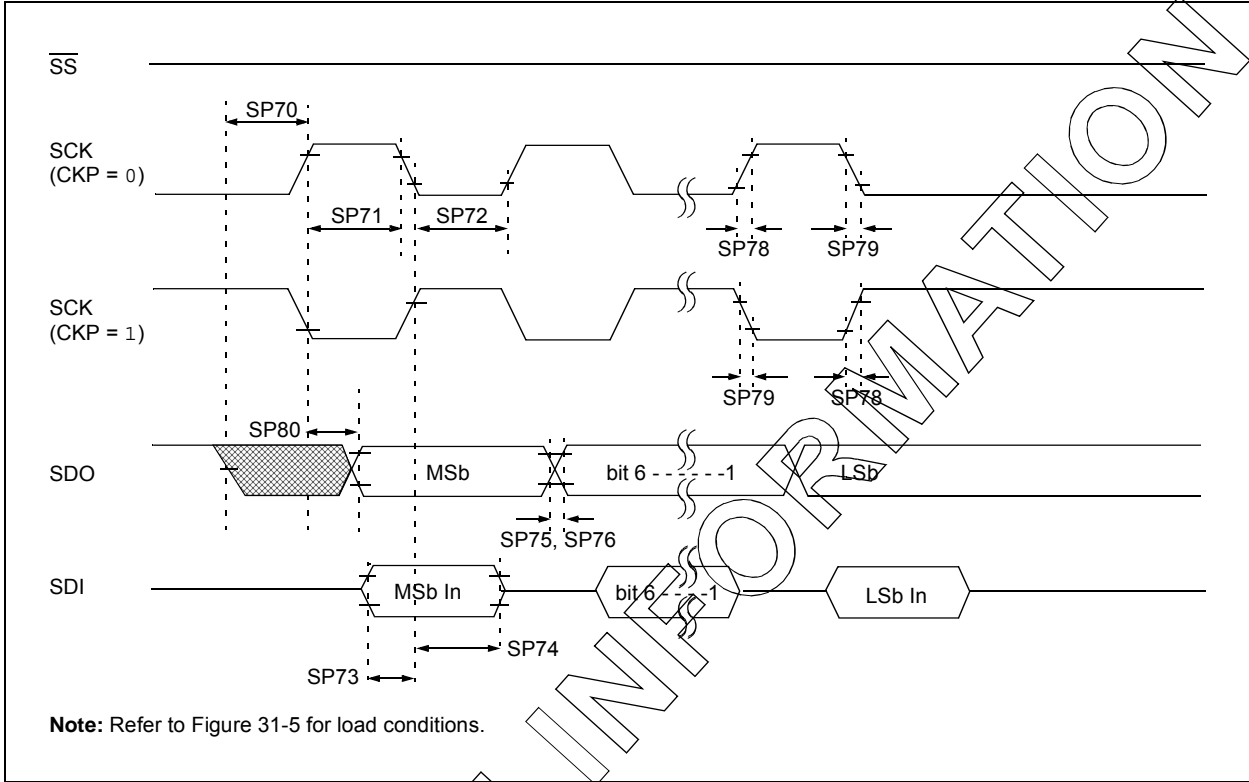 SS
SP70
SCK
(CKP = 0)
SP71
SP72
SP78
SP79
SCK
(CKP = 1)
SP79
SP78
SP80
SDO
MSb
bit 6 - - - - - -1
LSb
SP75, SP76
SDI
MSb In
bit 6 - - - - -1
LSb In
SP74
SP73
Note: Refer to Figure 31-5 for load conditions.
INFORMATION